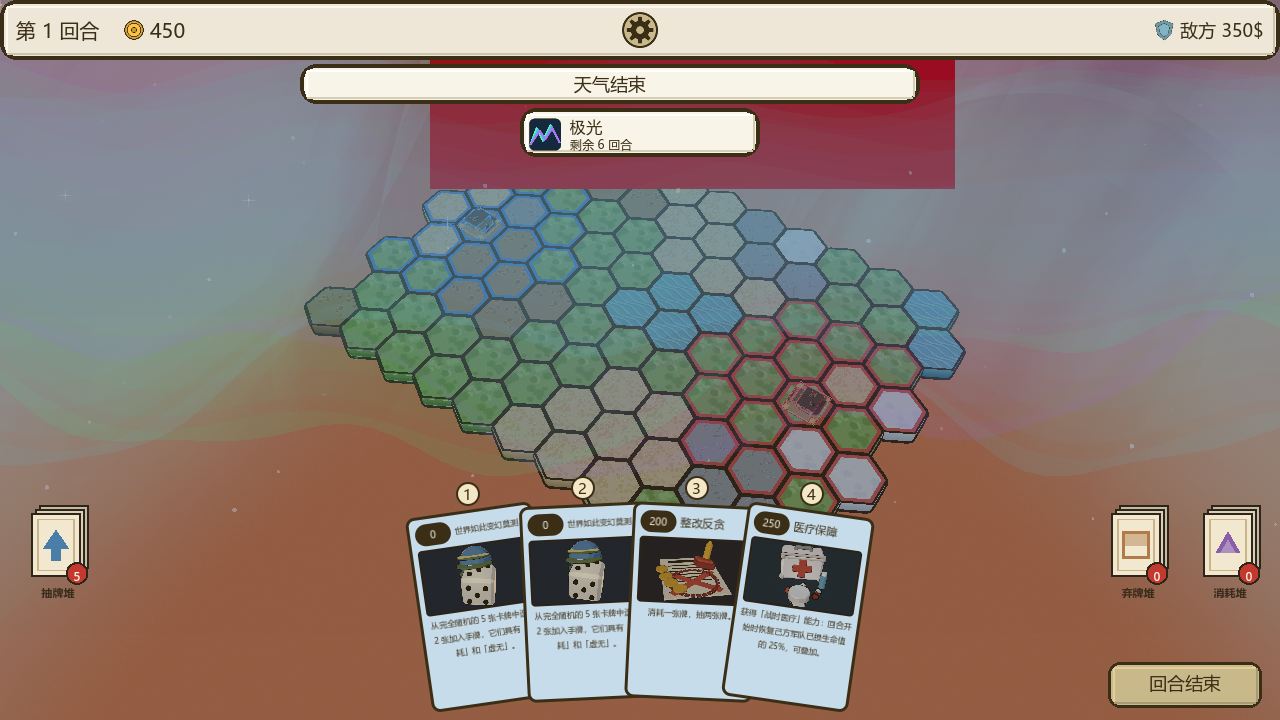 第 1 回合
450
敌方 350$
天气结束
极光
剩余 6 回合
1
2
3
4
0
世界如此变幻莫测
从完全随机的 5 张卡牌中选
2 张加入手牌，它们具有
耗」和「虚无」。
0
世界如此变幻莫测
从完全随机的 5 张卡牌中选
2 张加入手牌，它们具有
耗」和「虚无」。
200
整改反贪
消耗一张牌，抽两张牌。
250
医疗保障
获得「战时医疗」能力：回合开
始时恢复己方军队已损生命值
的 25%，可叠加。
5
抽牌堆
0
弃牌堆
0
消耗堆
回合结束